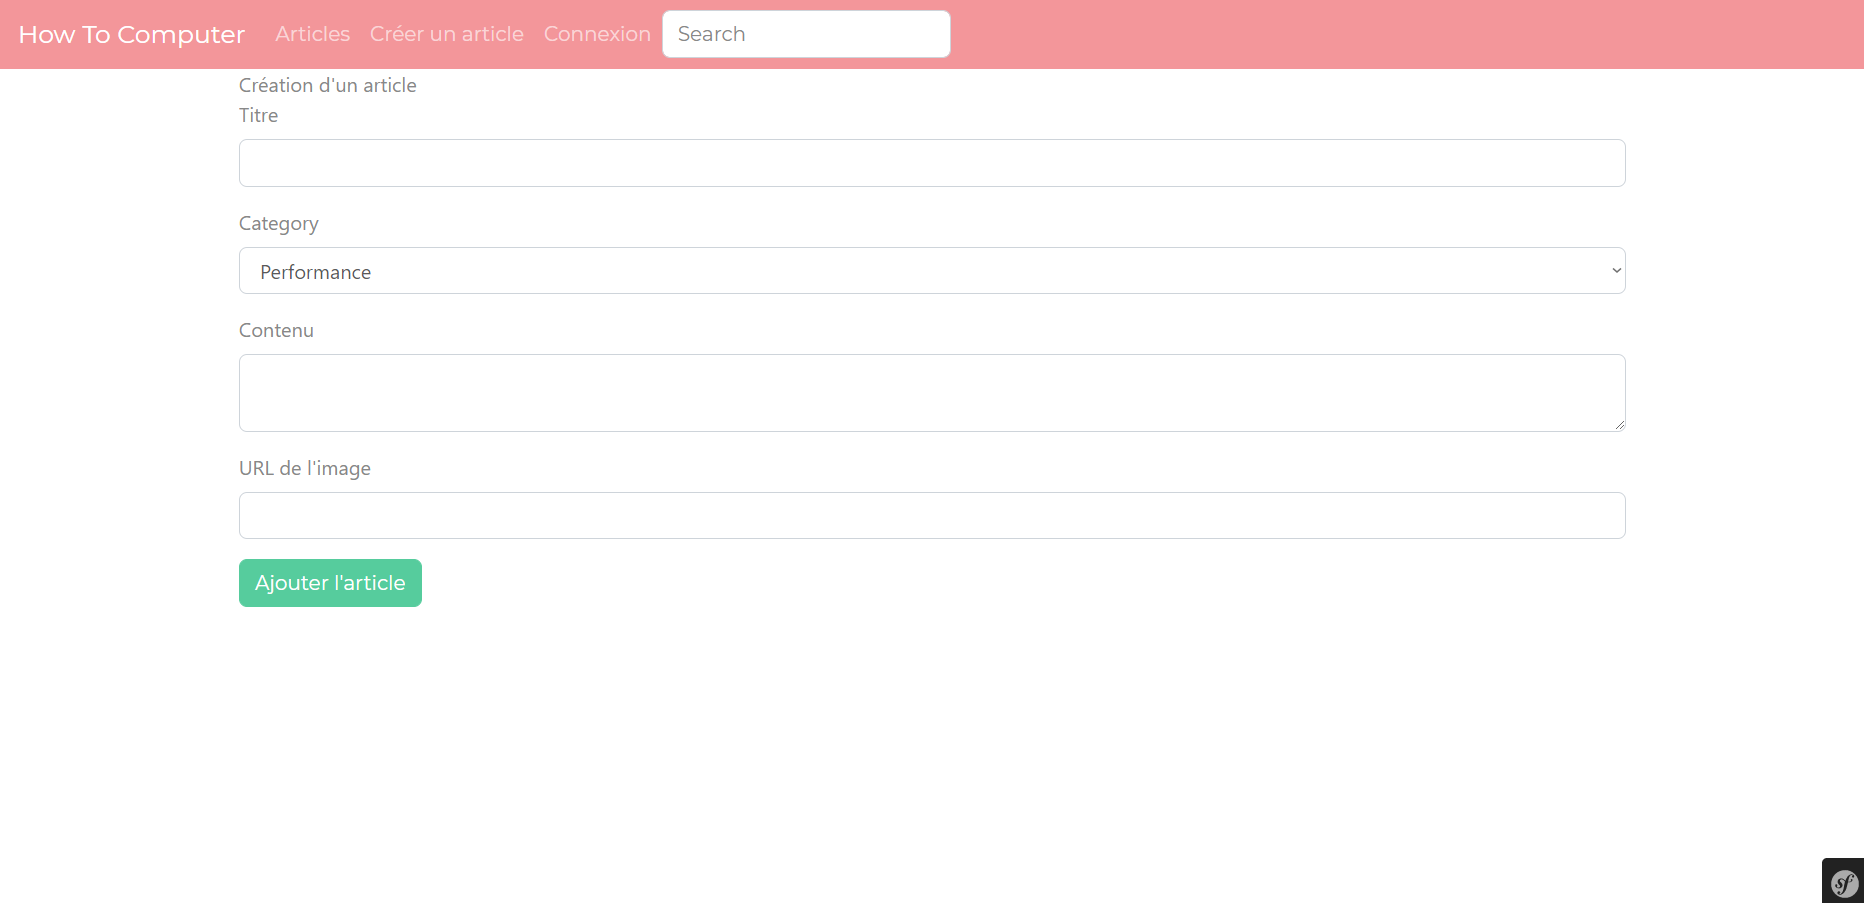 How To Computer Articles Créer un article Connexion Search
Création d'un article
Titre
Category
Performance
Contenu
URL de l'image
Ajouter l'article
sf